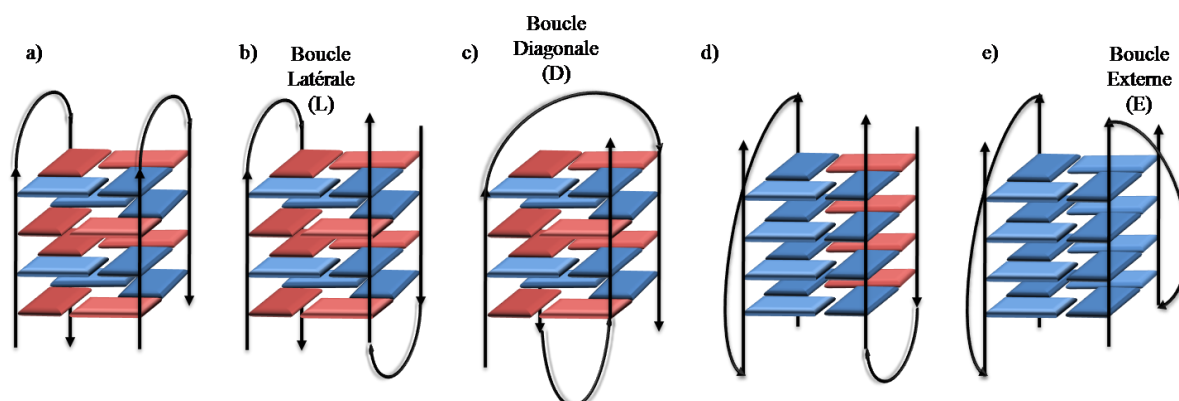 a)
b)
Boucle
Latérale
(L)
c)
Boucle
Diagonale
(D)
d)
e)
Boucle
Externe
(E)